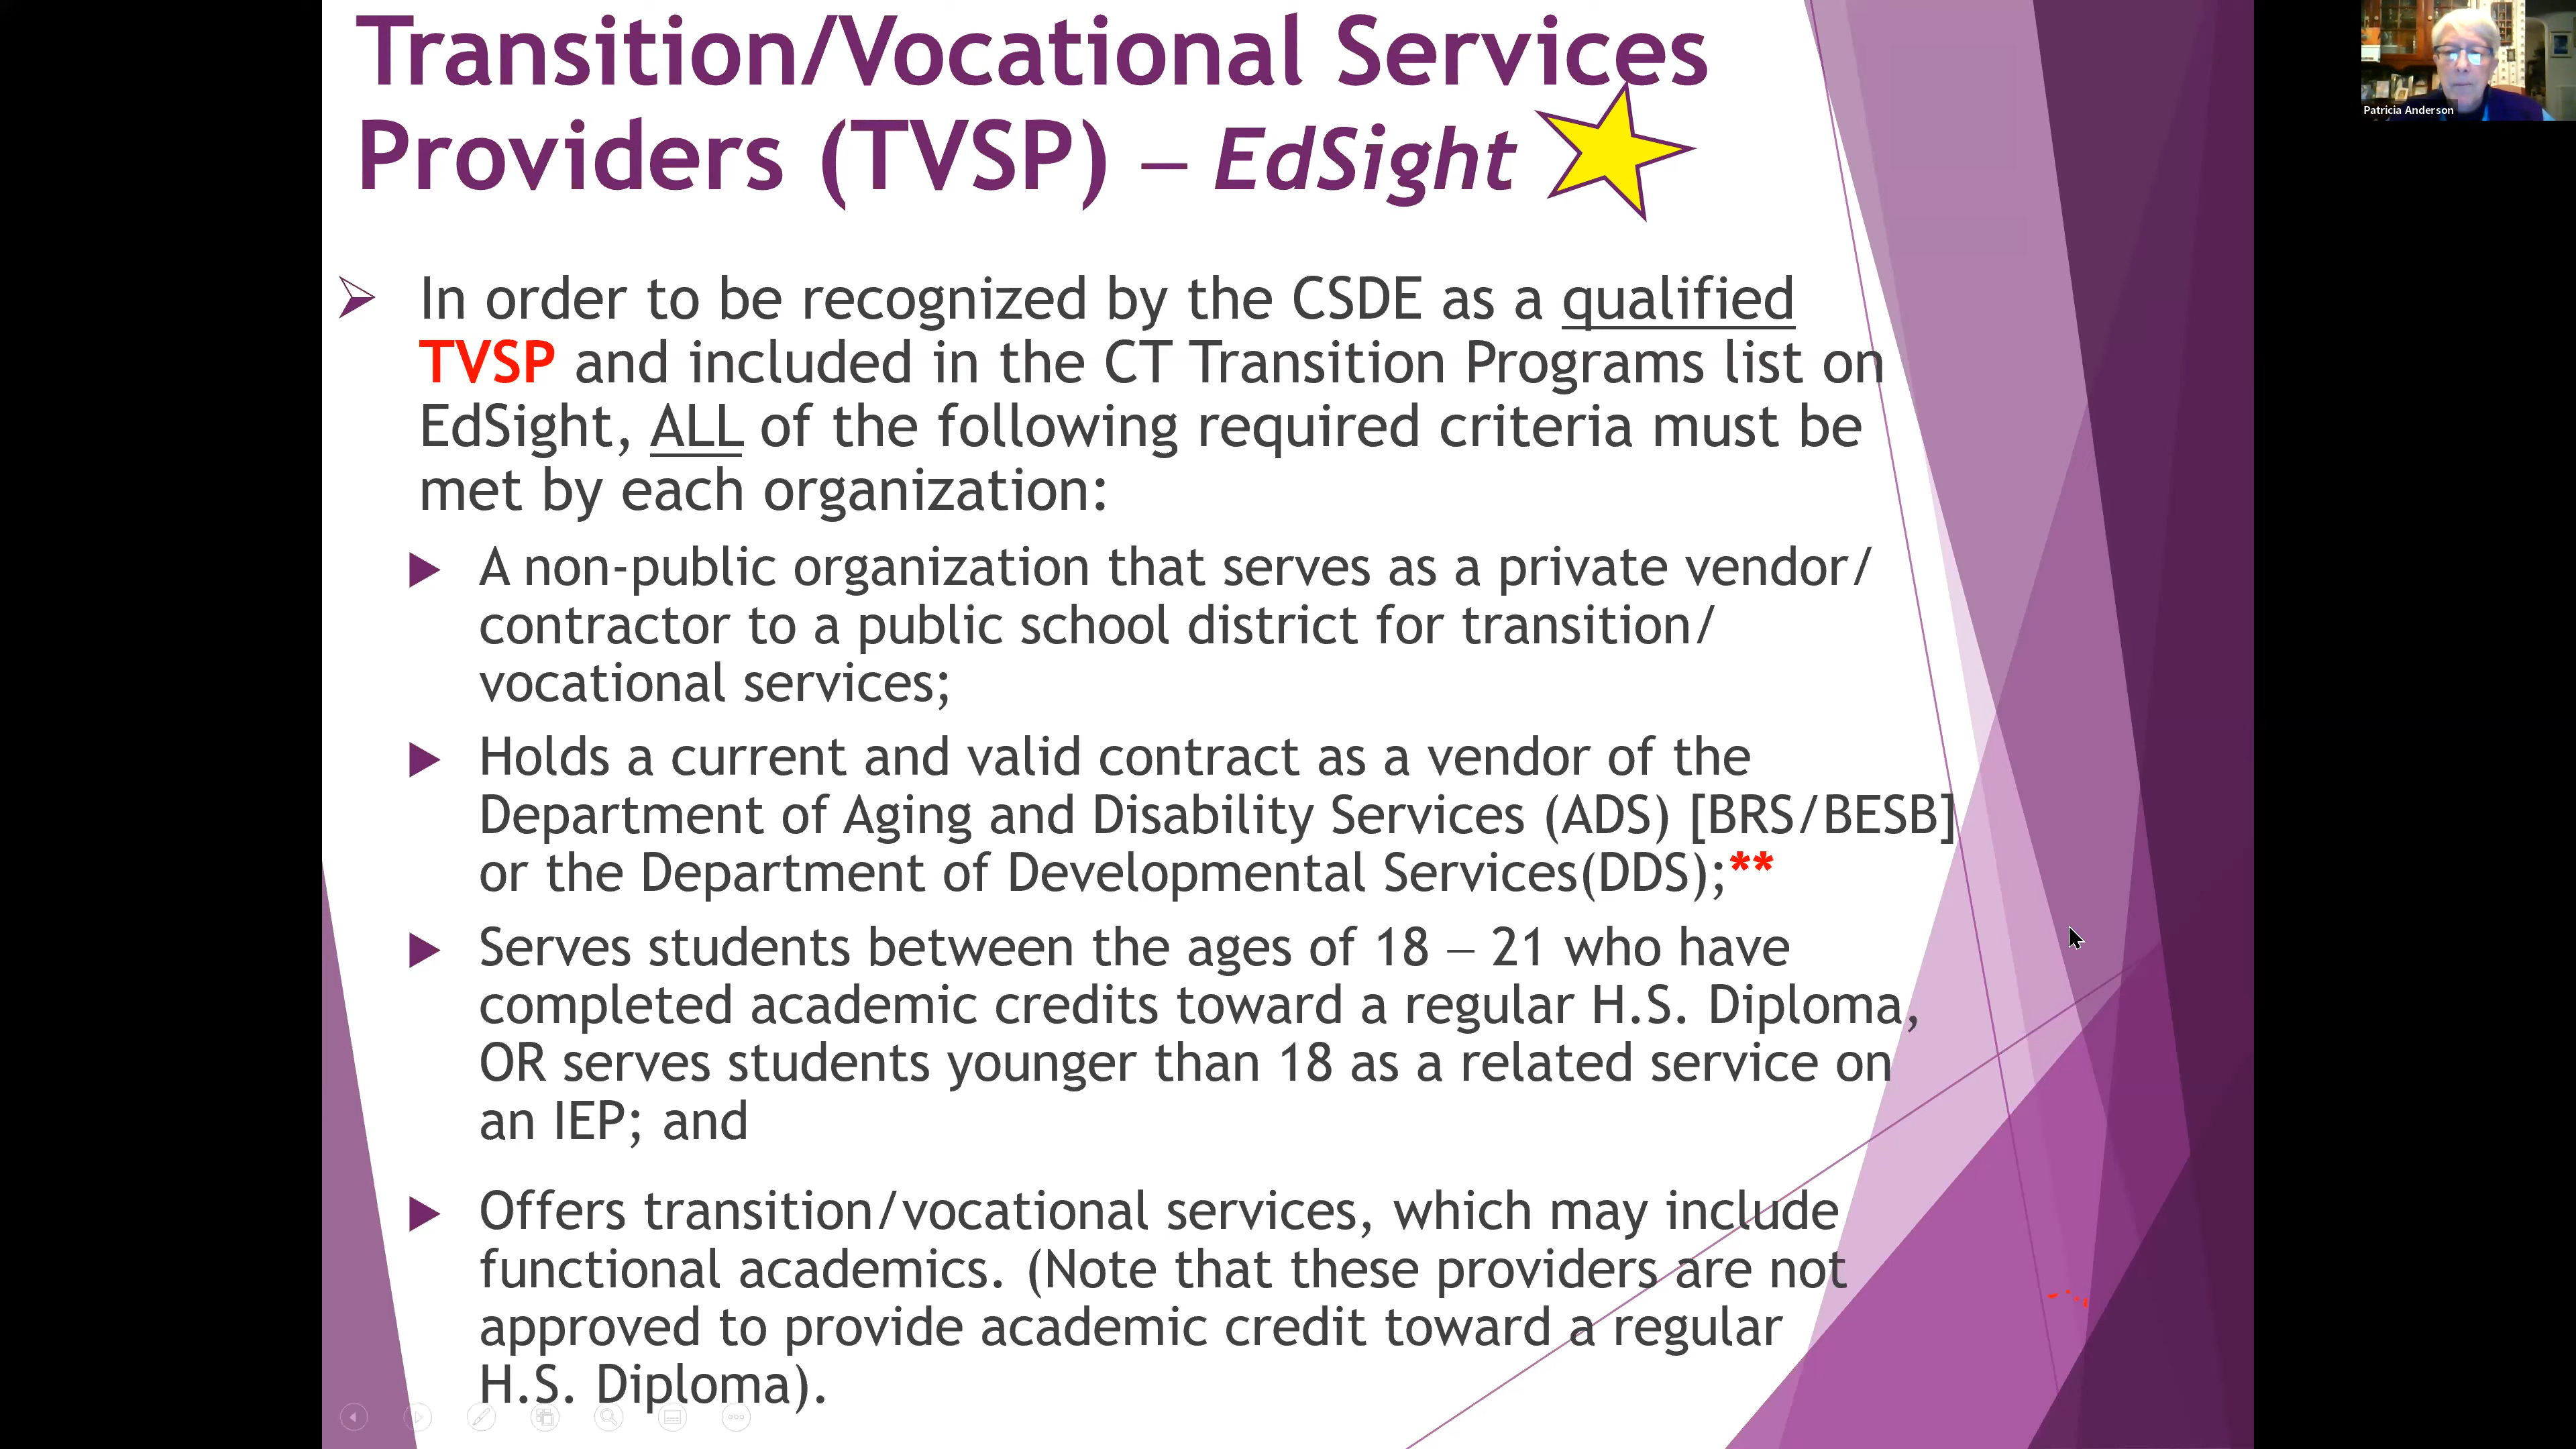 Transition/Vocational Services
Providers (TVSP) – EdSight
In order to be recognized by the CSDE as a qualified
TVSP and included in the CT Transition Programs list on
EdSight, ALL of the following required criteria must be
met by each organization:
A non-public organization that serves as a private vendor/
contractor to a public school district for transition/
vocational services;
Holds a current and valid contract as a vendor of the
Department of Aging and Disability Services (ADS) [BRS/BESB]
or the Department of Developmental Services(DDS);**
Serves students between the ages of 18 – 21 who have
completed academic credits toward a regular H.S. Diploma,
OR serves students younger than 18 as a related service on
an IEP; and
Offers transition/vocational services, which may include
functional academics. (Note that these providers are not
approved to provide academic credit toward a regular
H.S. Diploma).
Patricia Anderson